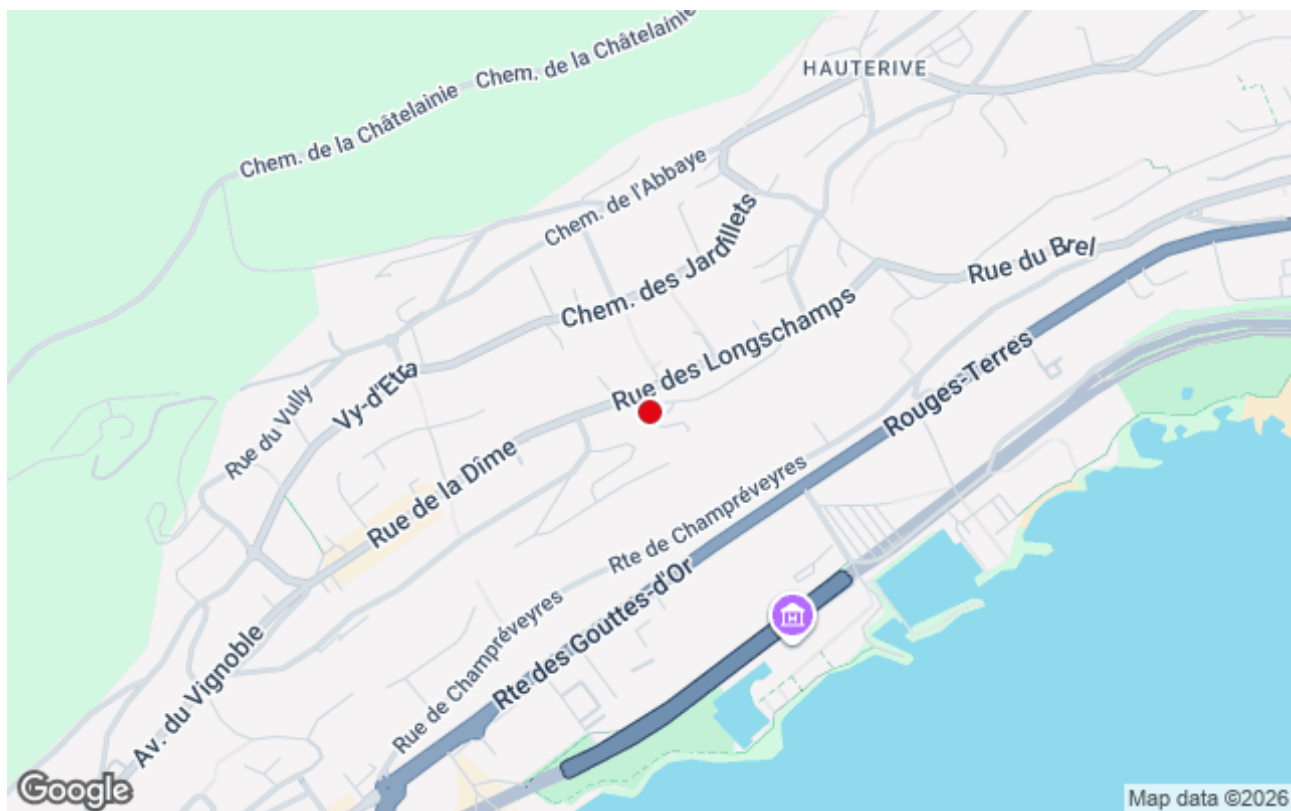 Chem. de la Châtelainie
Chem. de la Châtelainie
HAUTERIVE
Chem. de l'Abbaye
Chem. des Jardillets
Rue du Brel
Rue des Longschamps
Vy-d'Etra
Rue du Vully
Rouges-Terres
Rue de la Dîme
Rte de Champréveyres
Rte des Gouttes-d'Or
Rue de Champréveyres
Av. du Vignoble
Google
Map data ©2026